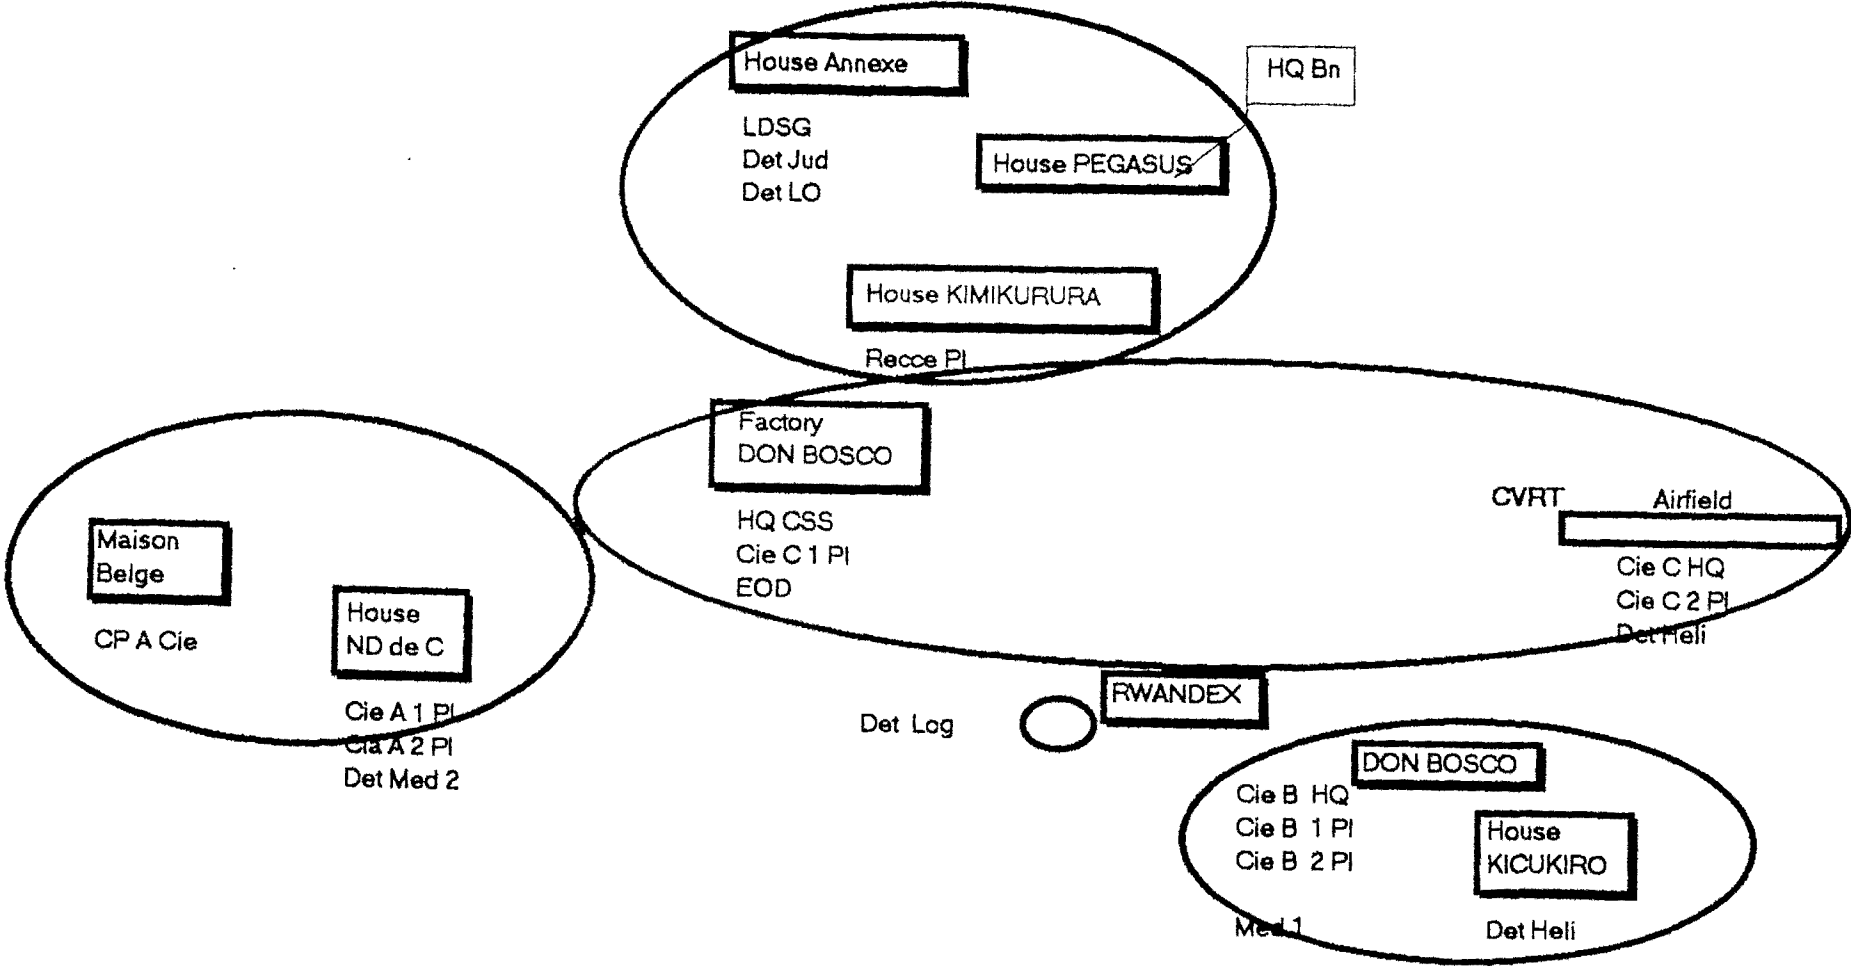 House Annexe
HQ Bn
LDSG
Det Jud
Det LO
House PEGASUS
House KIMIKURURA
Recce Pl
Factory
DON BOSCO
HQ CSS
Cie C 1 Pl
EOD
CVRT
Airfield
Cie C HQ
Cie C 2 Pl
Det Heli
Maison
Belge
CP A Cie
House
ND de C
Cie A 1 Pl
Cia A 2 Pl
Det Med 2
Det Log
RWANDEX
DON BOSCO
Cie B HQ
Cie B 1 Pl
Cie B 2 Pl
Med 1
House
KICUKIRO
Det Heli